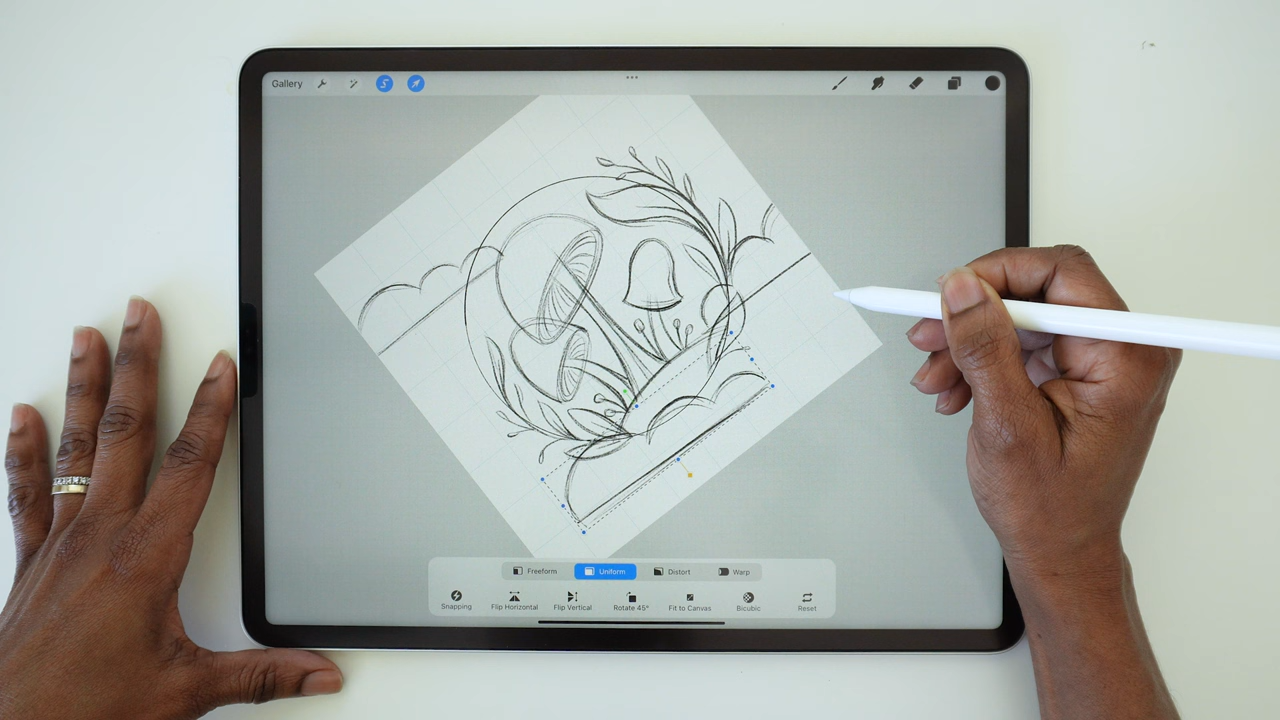 Gallery
Freeform Uniform Distort Warp
Snapping Flip Horizontal Flip Vertical Rotate 45° Fit to Canvas Bicubic Reset